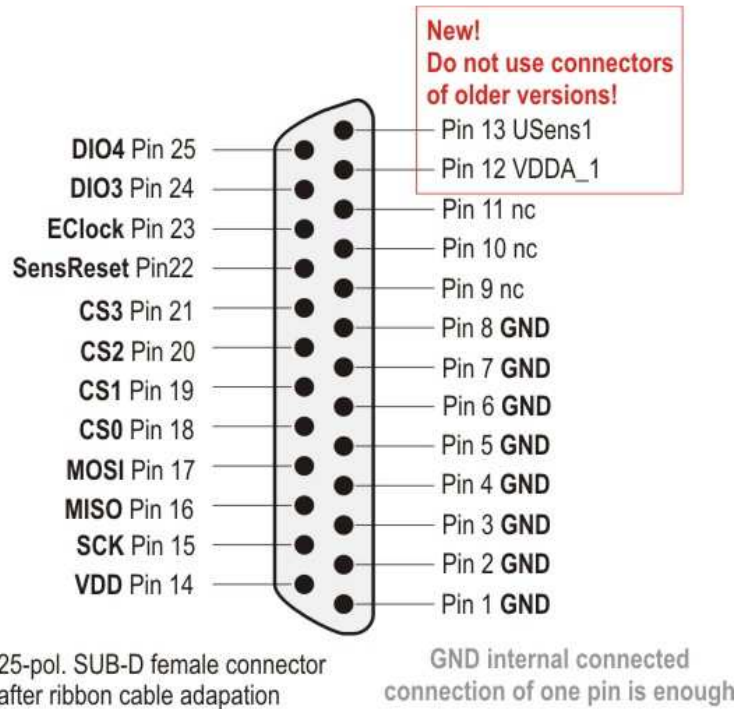 New!
Do not use connectors
of older versions!
Pin 13 USens1
Pin 12 VDDA_1
Pin 11 nc
Pin 10 nc
Pin 9 nc
Pin 8 GND
Pin 7 GND
Pin 6 GND
Pin 5 GND
Pin 4 GND
Pin 3 GND
Pin 2 GND
Pin 1 GND
DIO4 Pin 25
DIO3 Pin 24
EClock Pin 23
SensReset Pin22
CS3 Pin 21
CS2 Pin 20
CS1 Pin 19
CS0 Pin 18
MOSI Pin 17
MISO Pin 16
SCK Pin 15
VDD Pin 14
25-pol. SUB-D female connector
after ribbon cable adapation
GND internal connected
connection of one pin is enough